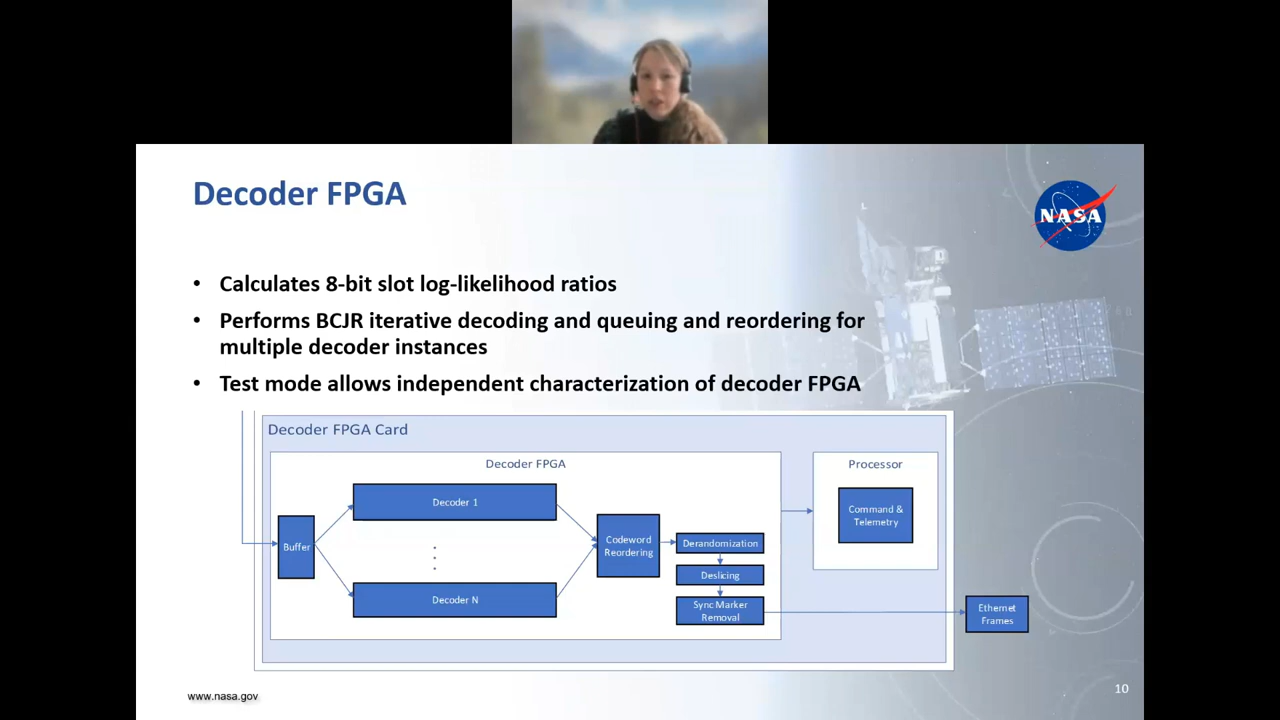 Decoder FPGA
NASA
• Calculates 8-bit slot log-likelihood ratios
• Performs BCJR iterative decoding and queuing and reordering for
multiple decoder instances
• Test mode allows independent characterization of decoder FPGA
Decoder FPGA Card
Decoder FPGA
Processor
Decoder 1
Command &
Telemetry
Buffer
Codeword
Reordering
Derandomization
Deslicing
Decoder N
Sync Marker
Removal
Ethernet
Frames
www.nasa.gov
10